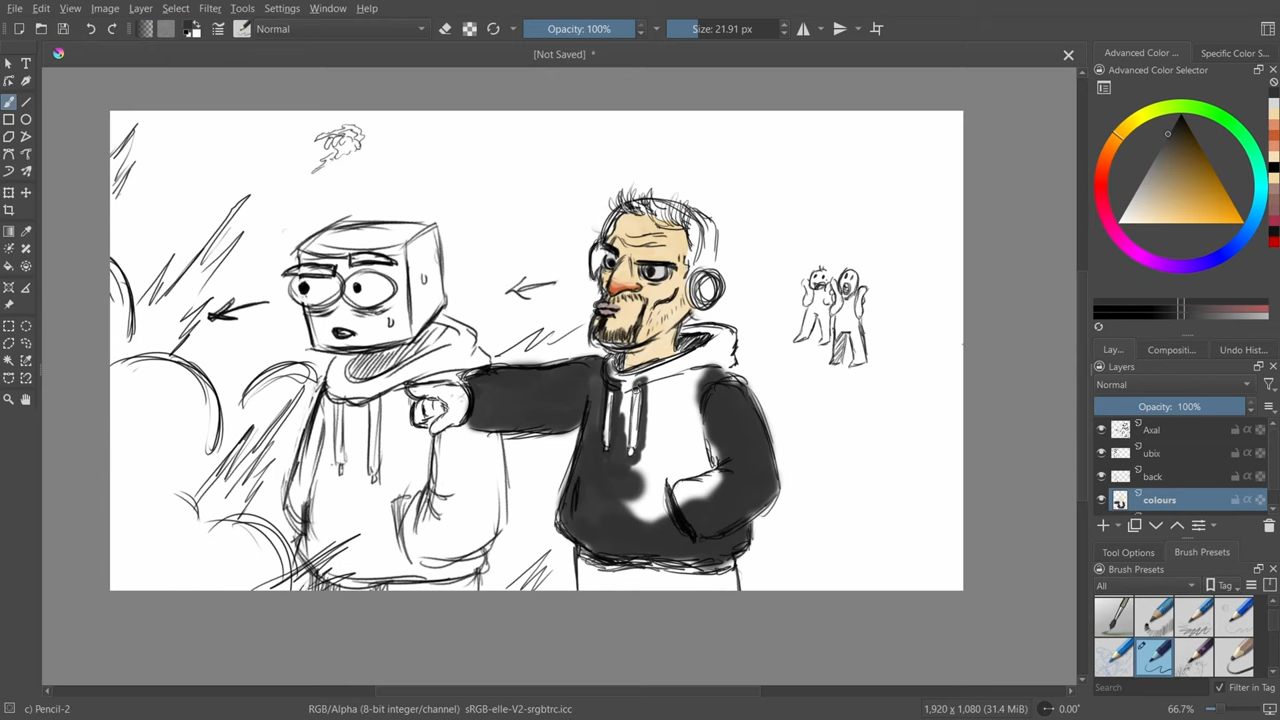 File Edit View Image Layer Select Filter Tools Settings Window Help
Normal
Opacity: 100%
Size: 21.91 px
[Not Saved] *
Advanced Color ...
Specific Color S...
Advanced Color Selector
Lay...
Compositi...
Undo Hist...
Layers
Normal
Opacity: 100%
Axal
ubix
back
colours
Tool Options
Brush Presets
Brush Presets
All
Tag
Search
Filter in Tag
c) Pencil-2
RGB/Alpha (8-bit integer/channel) sRGB-elle-V2-srgbtrc.icc
1,920 x 1,080 (31.4 MiB)
0.00°
66.7%